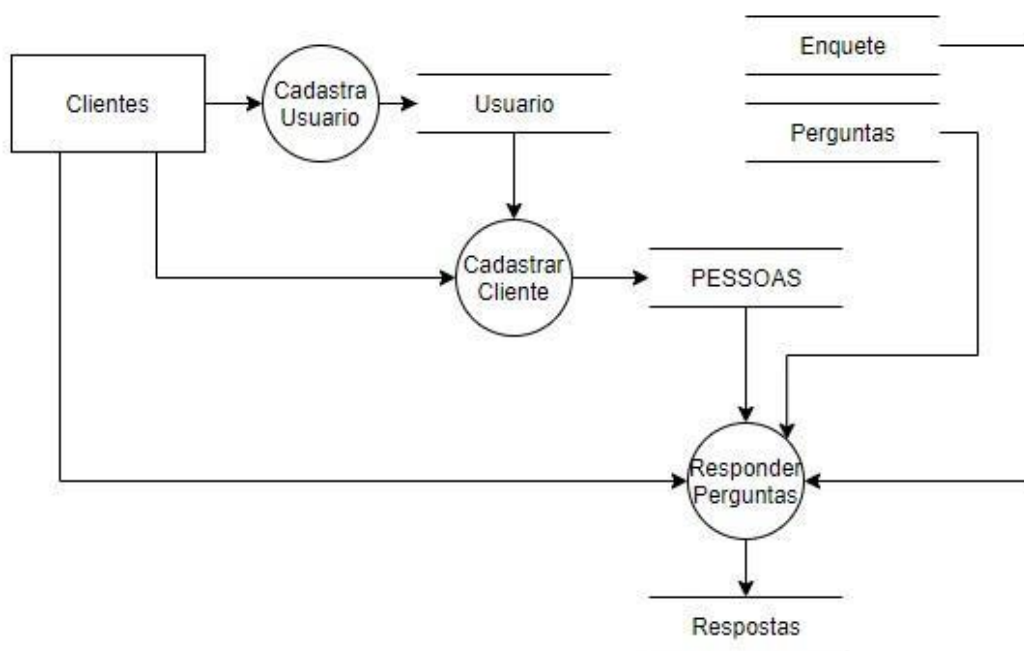 Enquete
Clientes
Cadastra
Usuario
Usuario
Perguntas
Cadastrar
Cliente
PESSOAS
Responder
Perguntas
Respostas